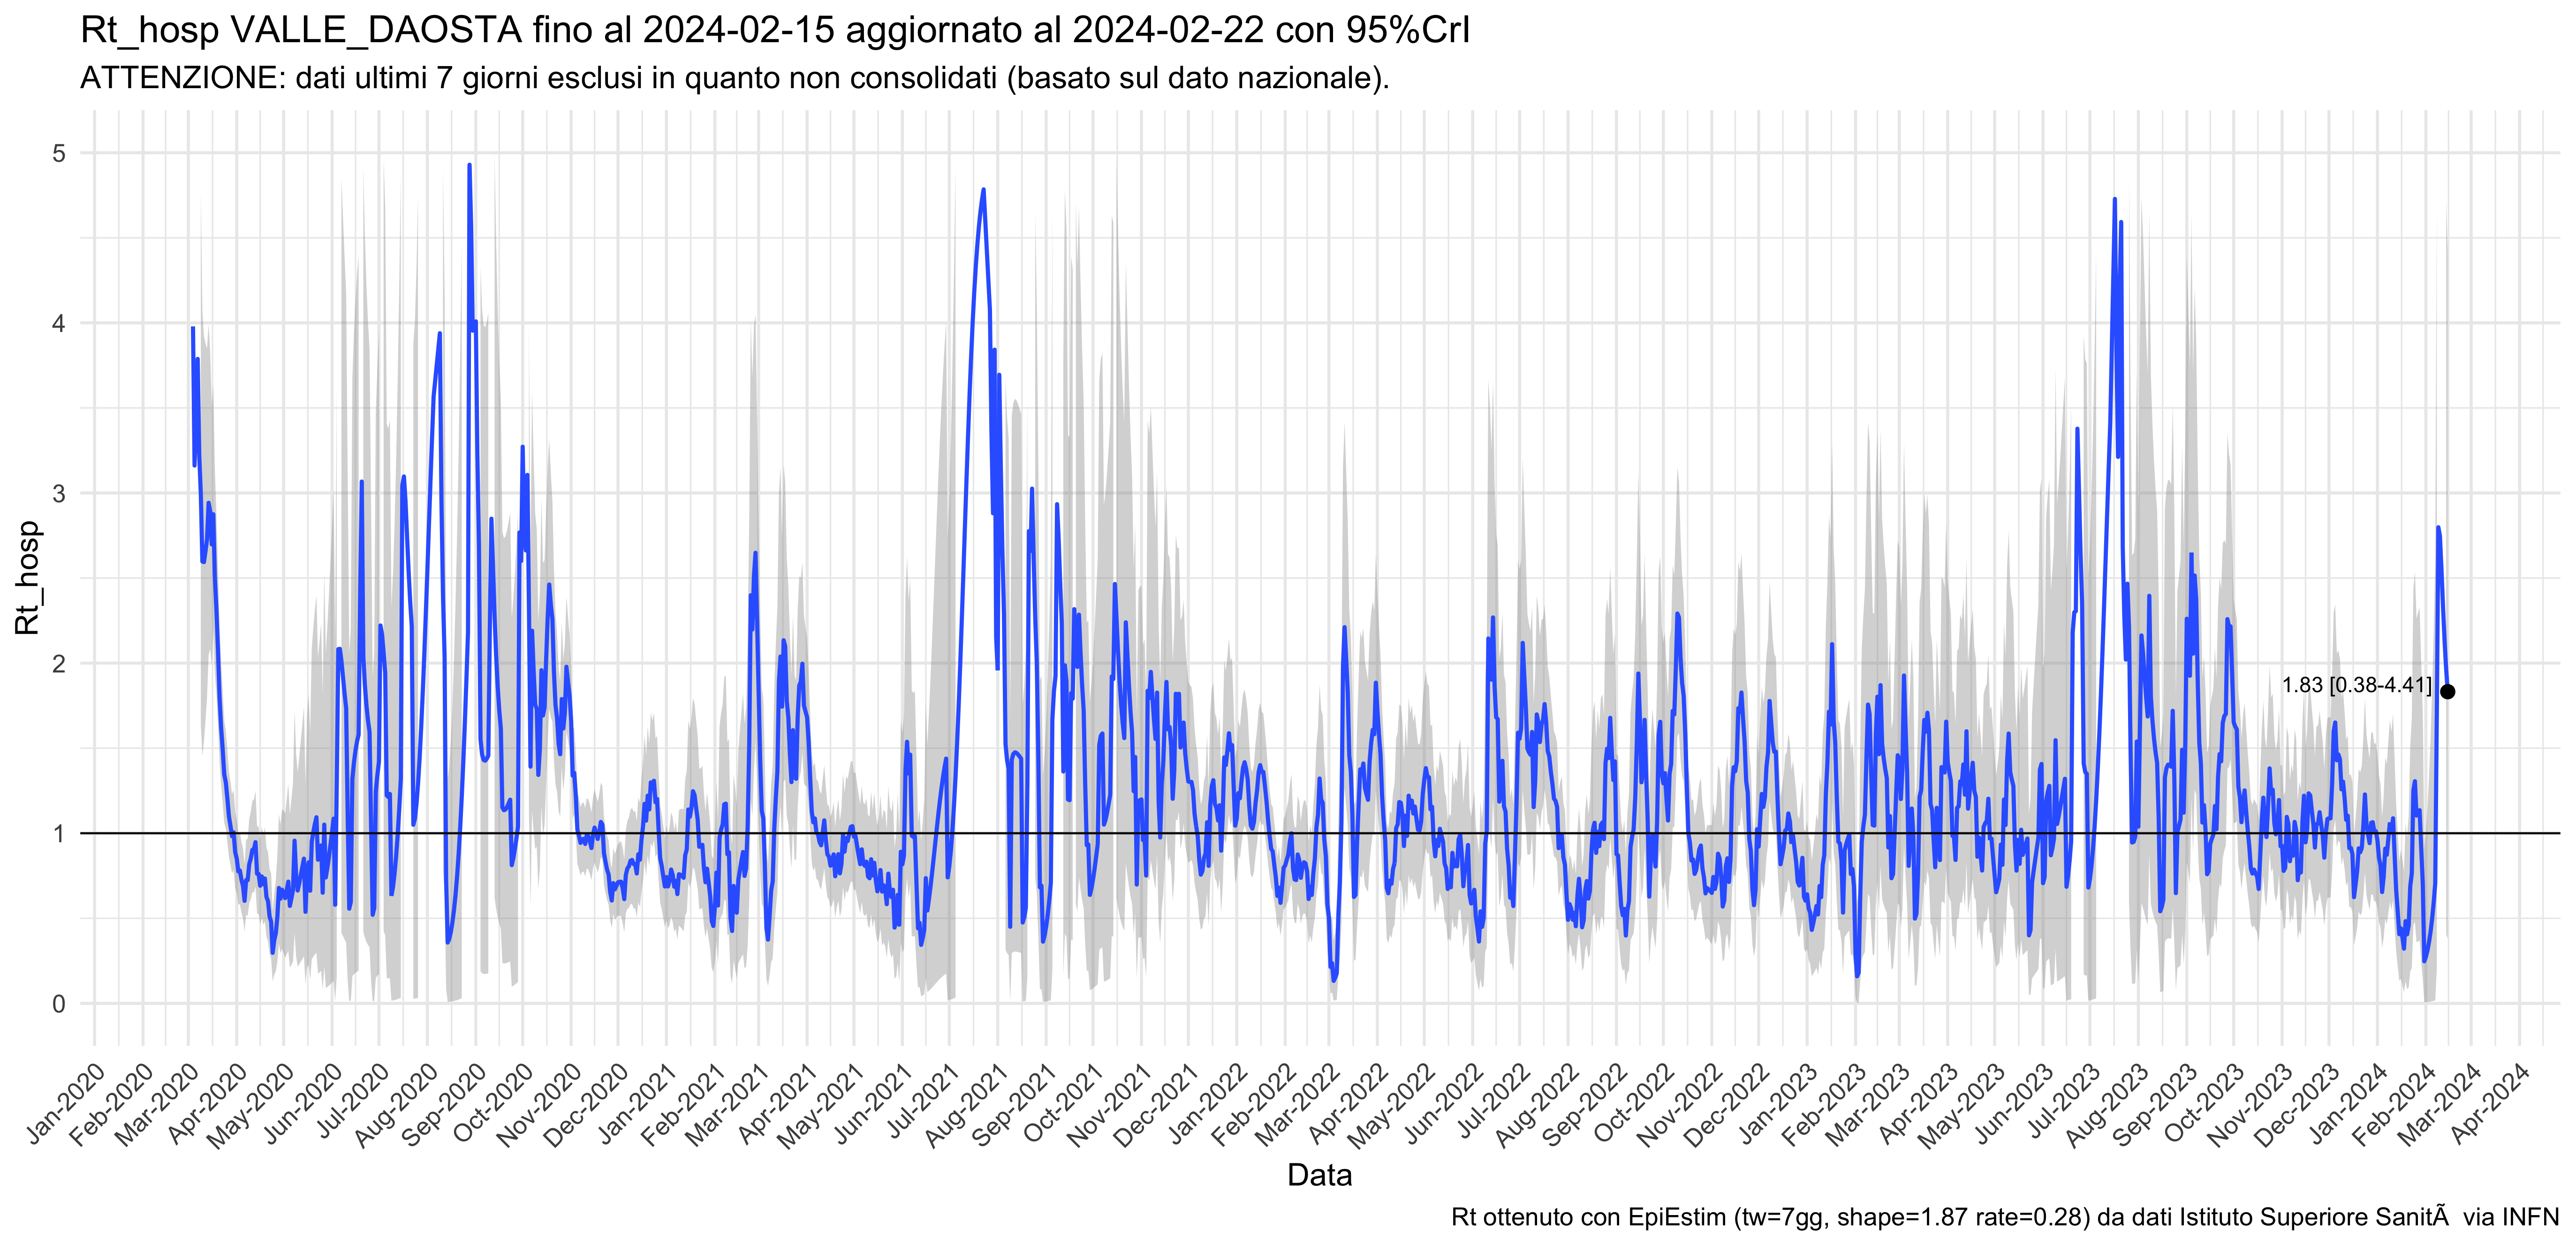 Rt_hosp VALLE_DAOSTA fino al 2024-02-15 aggiornato al 2024-02-22 con 95%CrI
ATTENZIONE: dati ultimi 7 giorni esclusi in quanto non consolidati (basato sul dato nazionale).
Rt_hosp
5
4
3
2
1
0
1.83 [0.38-4.41]
Jan-2020
Feb-2020
Mar-2020
Apr-2020
May-2020
Jun-2020
Jul-2020
Aug-2020
Sep-2020
Oct-2020
Nov-2020
Dec-2020
Jan-2021
Feb-2021
Mar-2021
Apr-2021
May-2021
Jun-2021
Jul-2021
Aug-2021
Sep-2021
Oct-2021
Nov-2021
Dec-2021
Jan-2022
Feb-2022
Mar-2022
Apr-2022
May-2022
Jun-2022
Jul-2022
Aug-2022
Sep-2022
Oct-2022
Nov-2022
Dec-2022
Jan-2023
Feb-2023
Mar-2023
Apr-2023
May-2023
Jun-2023
Jul-2023
Aug-2023
Sep-2023
Oct-2023
Nov-2023
Dec-2023
Jan-2024
Feb-2024
Mar-2024
Apr-2024
Data
Rt ottenuto con EpiEstim (tw=7gg, shape=1.87 rate=0.28) da dati Istituto Superiore SanitÃ  via INFN